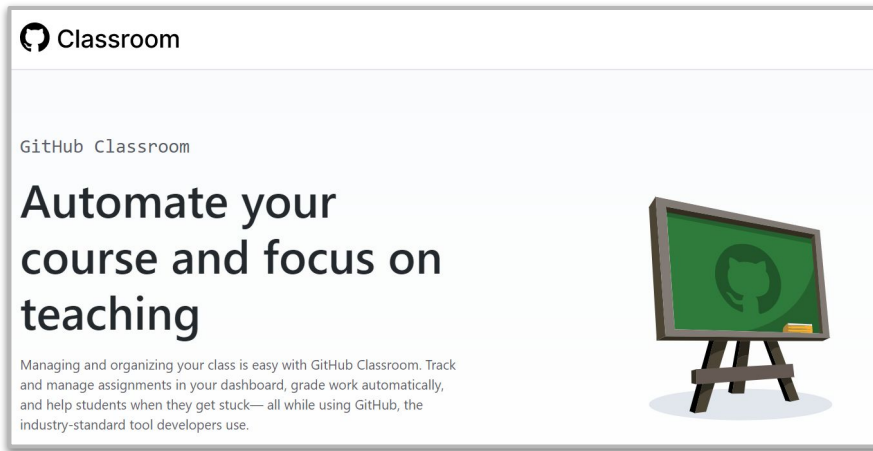 Classroom
GitHub Classroom
Automate your
course and focus on
teaching
Managing and organizing your class is easy with GitHub Classroom. Track
and manage assignments in your dashboard, grade work automatically,
and help students when they get stuck— all while using GitHub, the
industry-standard tool developers use.